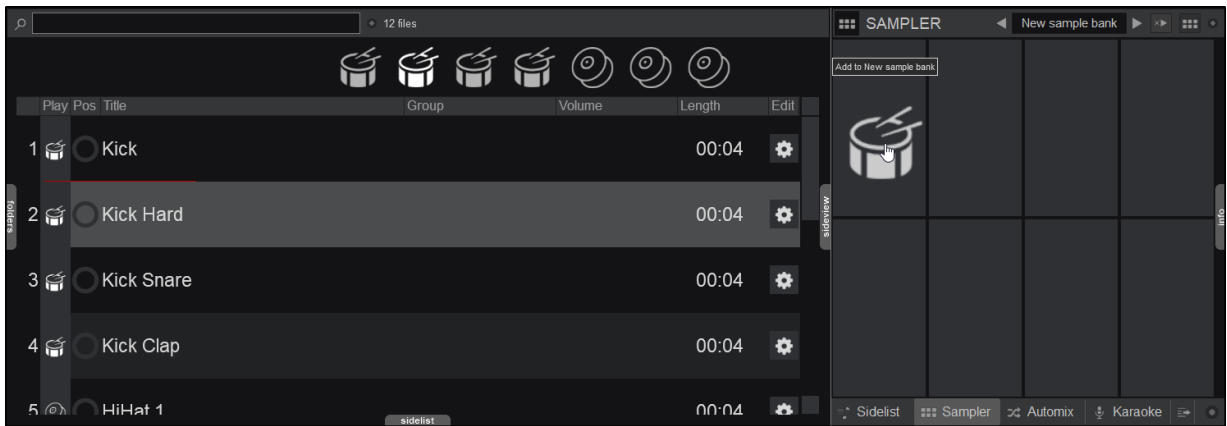 12 files
SAMPLER
New sample bank
Add to New sample bank
Play Pos Title Group Volume Length Edit
1 Kick 00:04
2 Kick Hard 00:04
3 Kick Snare 00:04
4 Kick Clap 00:04
5 HiHat 1 00:04
folders
sideview
info
sidelist
Sidelist Sampler Automix Karaoke